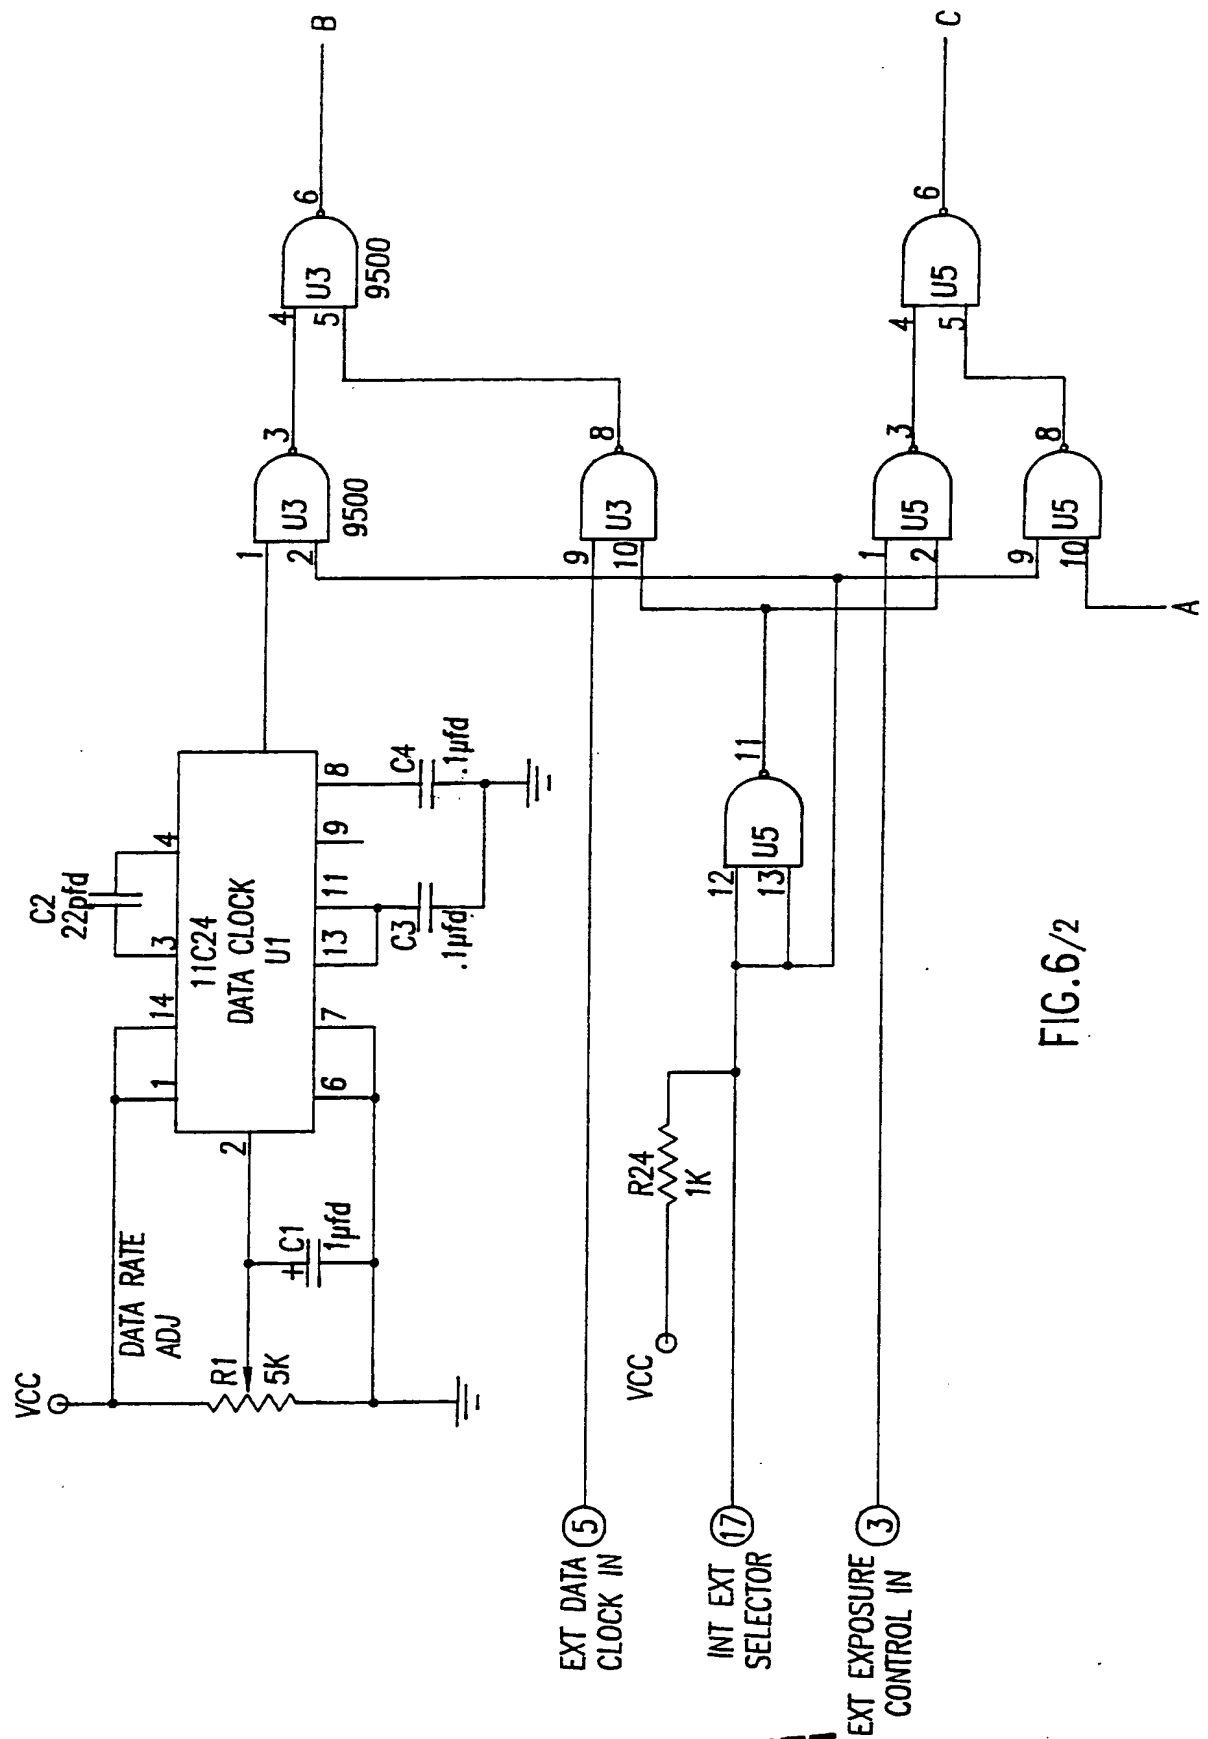 VCC
DATA RATE
ADJ
R1
5K
C1
+
1µfd
2
1
14
3
4
C2
22pfd
11C24
DATA CLOCK
U1
6
7
13
11
9
8
C3
.1µfd
C4
.1µfd
1
2
U3
3
9500
4
5
U3
6
9500
B
EXT DATA
CLOCK IN
5
9
10
U3
8
VCC
R24
1K
INT EXT
SELECTOR
17
12
13
U5
11
EXT EXPOSURE
CONTROL IN
3
1
2
U5
3
4
5
U5
6
C
9
10
U5
8
A
FIG.6/2